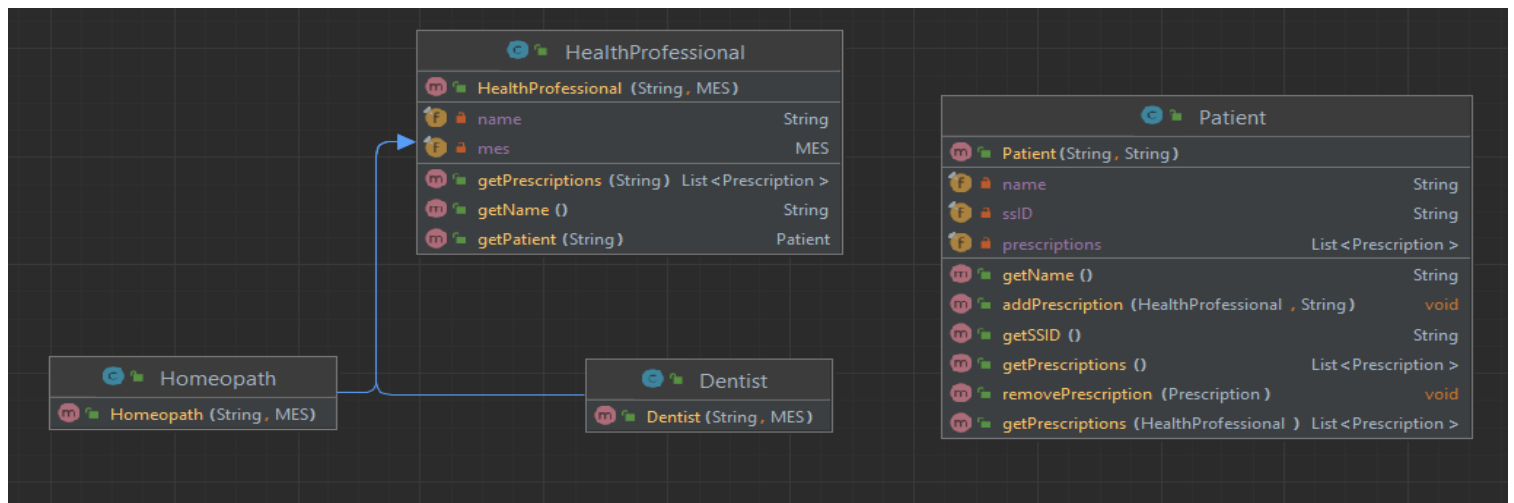 HealthProfessional
HealthProfessional (String, MES)
name String
mes MES
getPrescriptions (String) List<Prescription >
getName () String
getPatient (String) Patient
Homeopath
Homeopath (String, MES)
Dentist
Dentist (String, MES)
Patient
Patient (String, String)
name String
ssID String
prescriptions List<Prescription >
getName () String
addPrescription (HealthProfessional , String) void
getSSID () String
getPrescriptions () List<Prescription >
removePrescription (Prescription ) void
getPrescriptions (HealthProfessional ) List<Prescription >